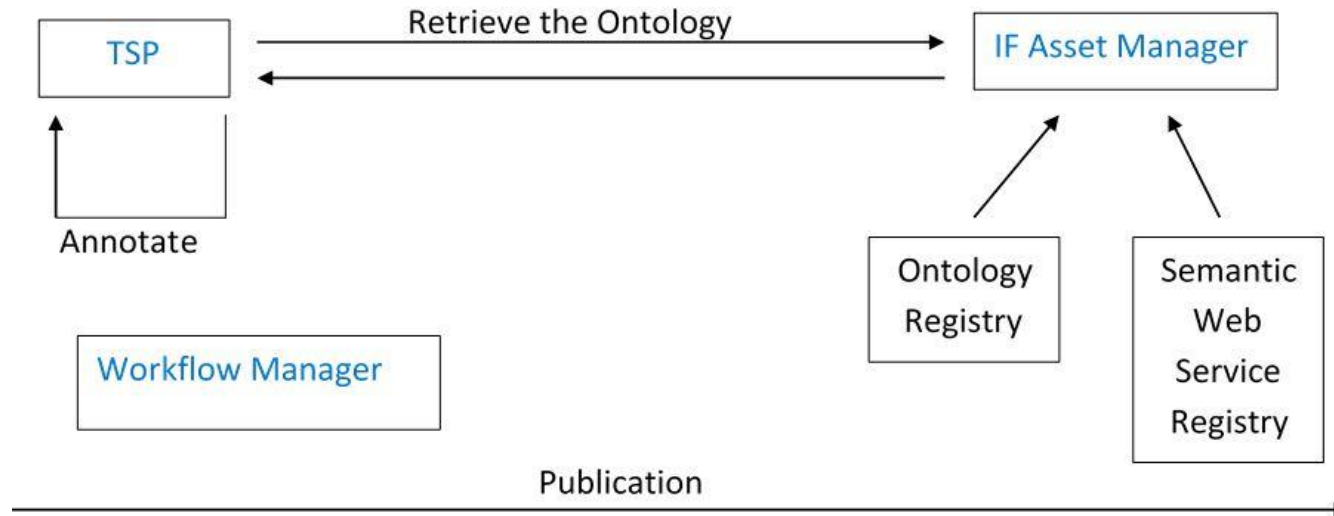 Retrieve the Ontology
TSP
IF Asset Manager
Annotate
Ontology
Registry
Semantic
Web
Service
Registry
Workflow Manager
Publication